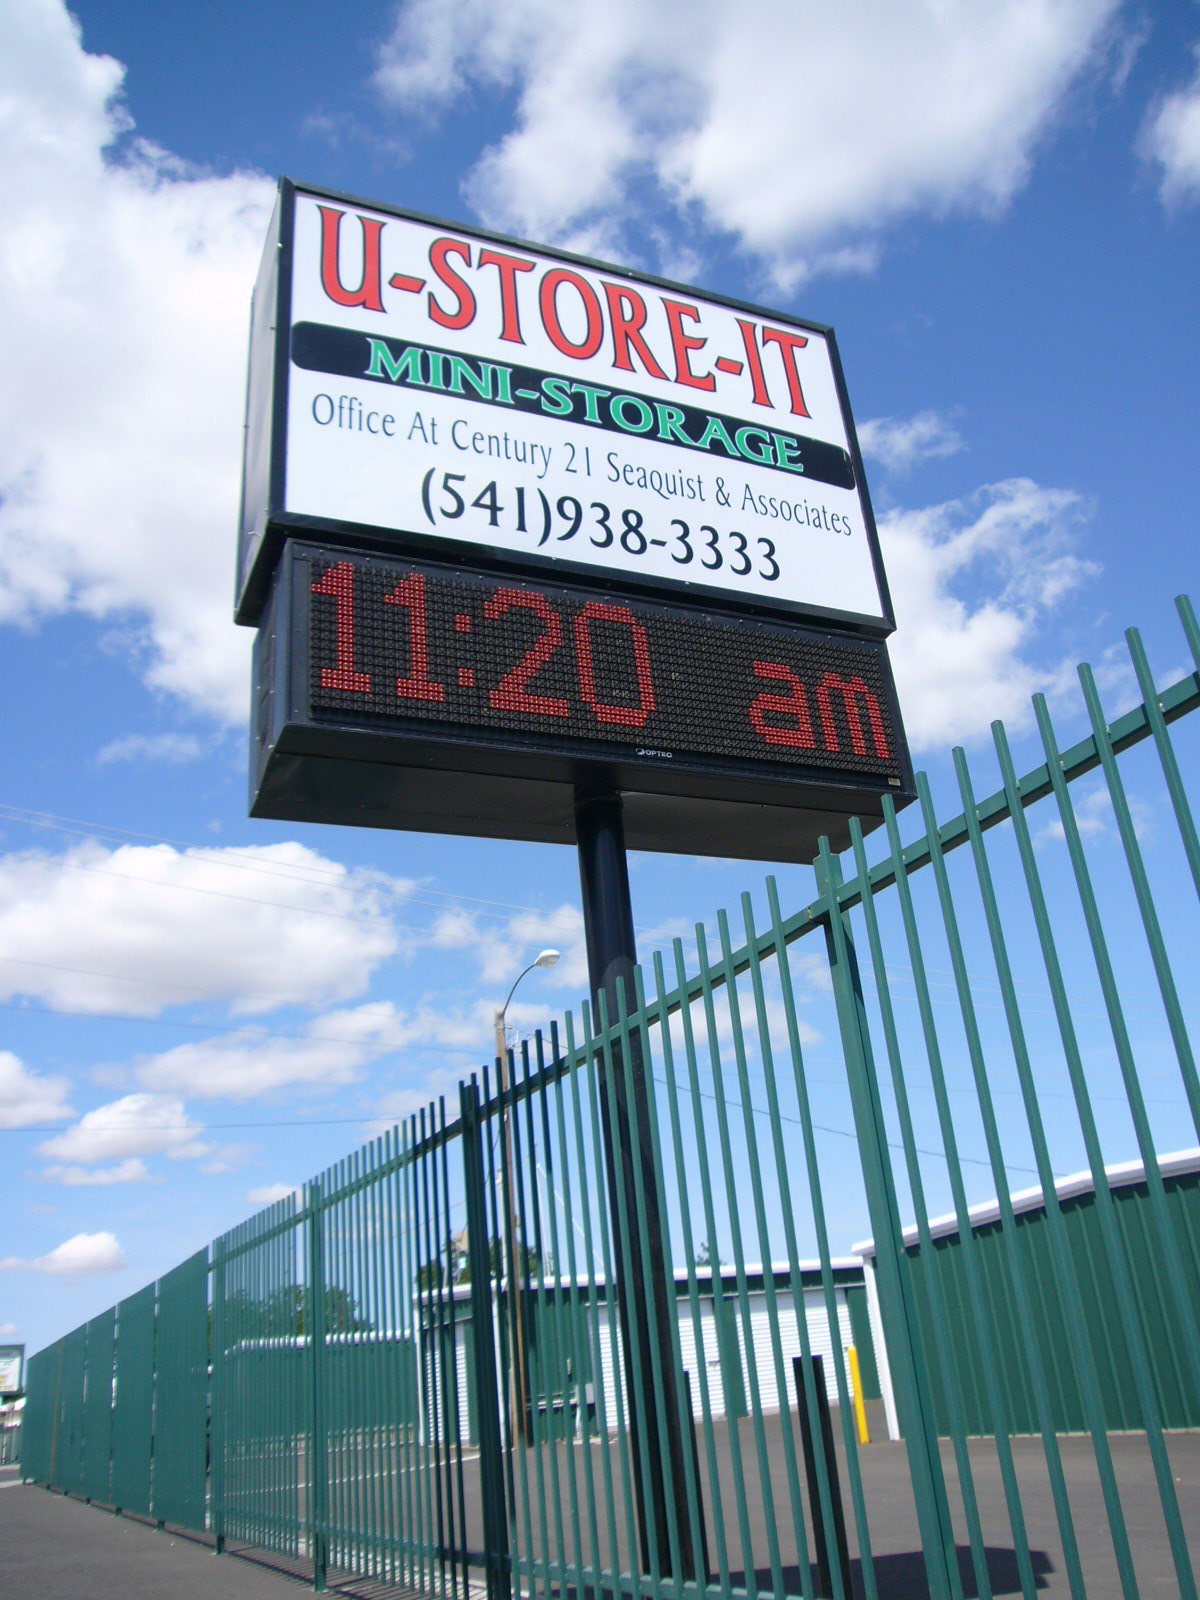 U-STORE-IT
MINI-STORAGE
Office At Century 21 Seaquist & Associates
(541)938-3333
11:20 am
OPTEC